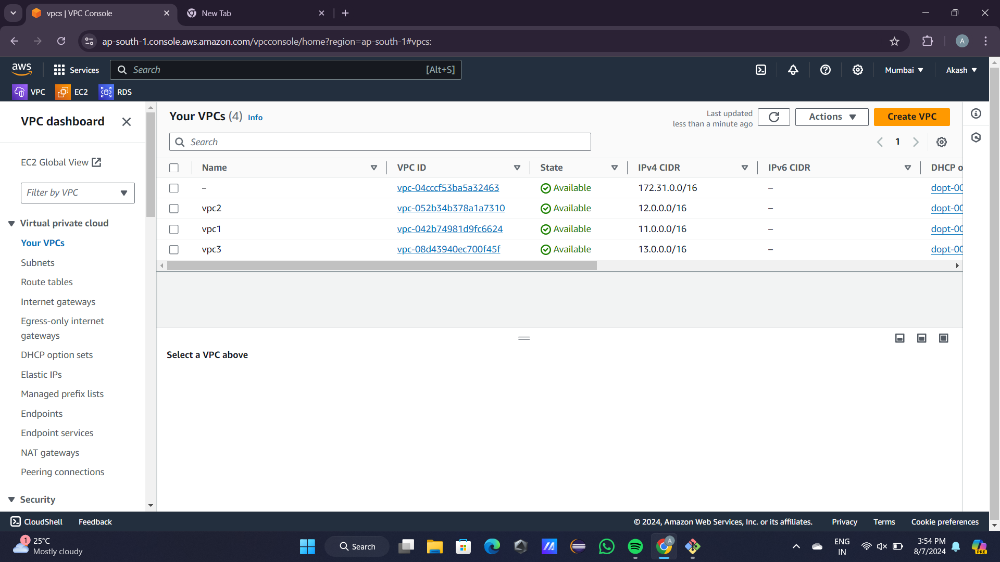 vpcs | VPC Console
New Tab
ap-south-1.console.aws.amazon.com/vpcconsole/home?region=ap-south-1#vpcs:
A
aws
Services
Search
[Alt+S]
Mumbai
Akash
VPC
EC2
RDS
VPC dashboard
EC2 Global View
Filter by VPC
Virtual private cloud
Your VPCs
Subnets
Route tables
Internet gateways
Egress-only internet
gateways
DHCP option sets
Elastic IPs
Managed prefix lists
Endpoints
Endpoint services
NAT gateways
Peering connections
Security
Your VPCs (4) Info
Last updated
less than a minute ago
Actions
Create VPC
Search
1
Name VPC ID State IPv4 CIDR IPv6 CIDR DHCP o
– vpc-04cccf53ba5a32463 Available 172.31.0.0/16 – dopt-00
vpc2 vpc-052b34b378a1a7310 Available 12.0.0.0/16 – dopt-00
vpc1 vpc-042b74981d9fc6624 Available 11.0.0.0/16 – dopt-00
vpc3 vpc-08d43940ec700f45f Available 13.0.0.0/16 – dopt-00
Select a VPC above
CloudShell
Feedback
© 2024, Amazon Web Services, Inc. or its affiliates.
Privacy
Terms
Cookie preferences
1
25°C
Mostly cloudy
Search
A
ENG
IN
3:54 PM
8/7/2024
PRE